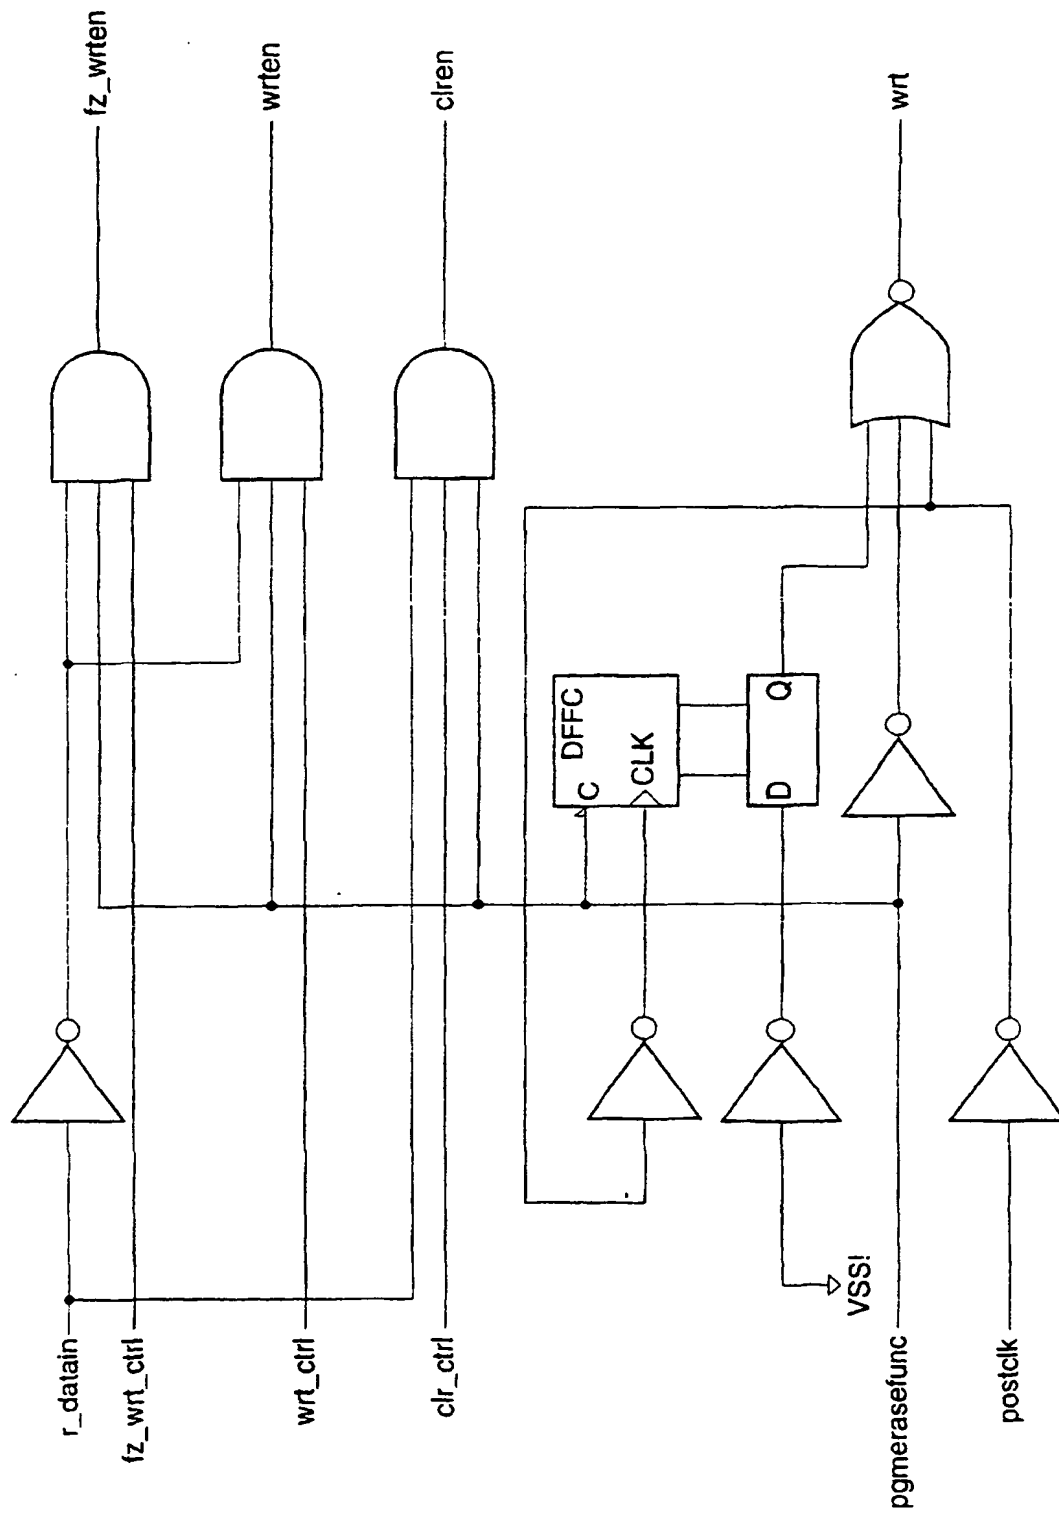 r_datain
fz_wrt_ctrl
wrt_ctrl
clr_ctrl
pgmerasefunc
postclk
VSS!
C
DFFC
CLK
D
Q
fz_wrten
wrten
clren
wrt